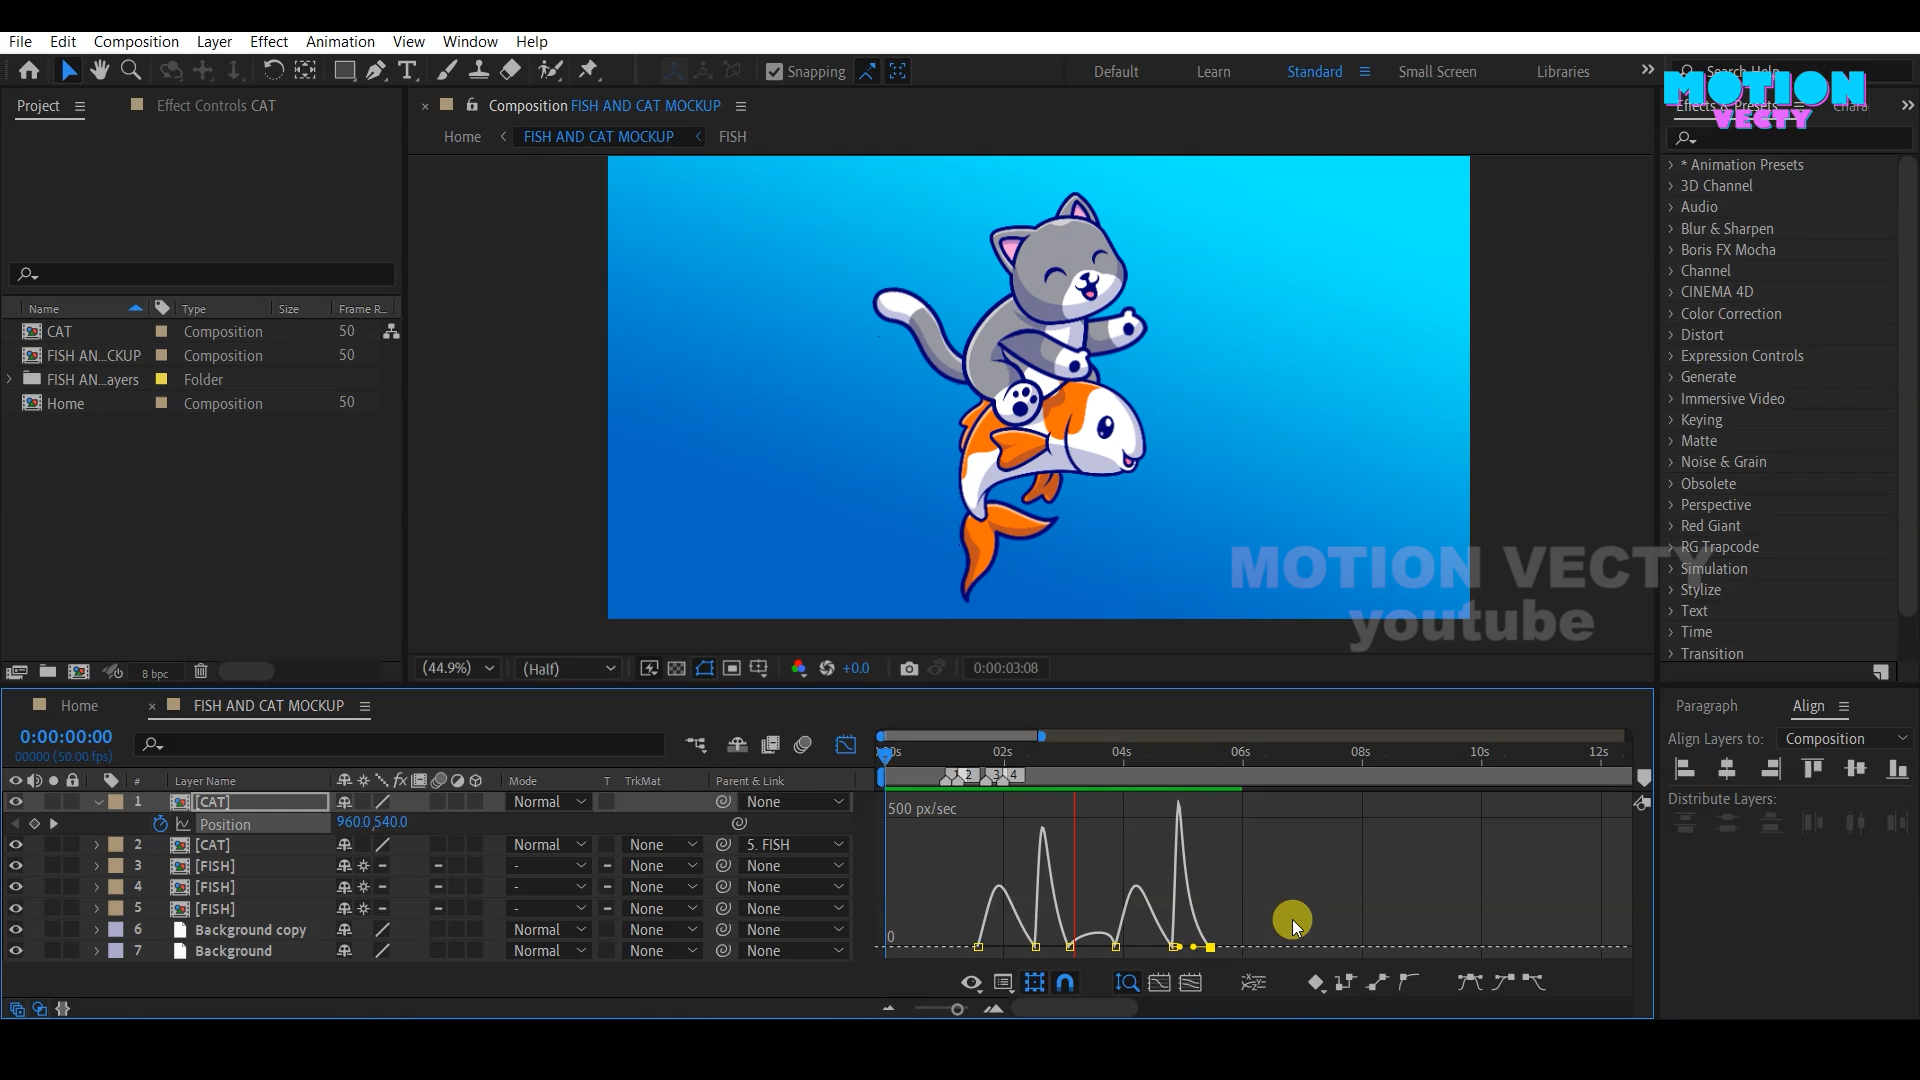 File Edit Composition Layer Effect Animation View Window Help
Snapping Default Learn Standard Small Screen Libraries Search Help
MOTION
VECTY
Project Effect Controls CAT
Composition FISH AND CAT MOCKUP
Effects & Presets Chara
Home FISH AND CAT MOCKUP FISH
Name Type Size Frame R...
CAT Composition 50
FISH AN...CKUP Composition 50
FISH AN...ayers Folder
Home Composition 50
* Animation Presets
3D Channel
Audio
Blur & Sharpen
Boris FX Mocha
Channel
CINEMA 4D
Color Correction
Distort
Expression Controls
Generate
Immersive Video
Keying
Matte
Noise & Grain
Obsolete
Perspective
Red Giant
RG Trapcode
Simulation
Stylize
Text
Time
Transition
MOTION VECTY
youtube
8 bpc
(44.9%) (Half) +0.0 0:00:03:08
Home FISH AND CAT MOCKUP
0:00:00:00
00000 (50.00 fps)
:00s 02s 04s 06s 08s 10s 12s
1 2 3 4
# Layer Name Mode T TrkMat Parent & Link
1 [CAT] Normal None
Position 960.0,540.0
2 [CAT] Normal None 5. FISH
3 [FISH] - None None
4 [FISH] - None None
5 [FISH] - None None
6 Background copy Normal None None
7 Background Normal None None
500 px/sec
0
Paragraph Align
Align Layers to: Composition
Distribute Layers: